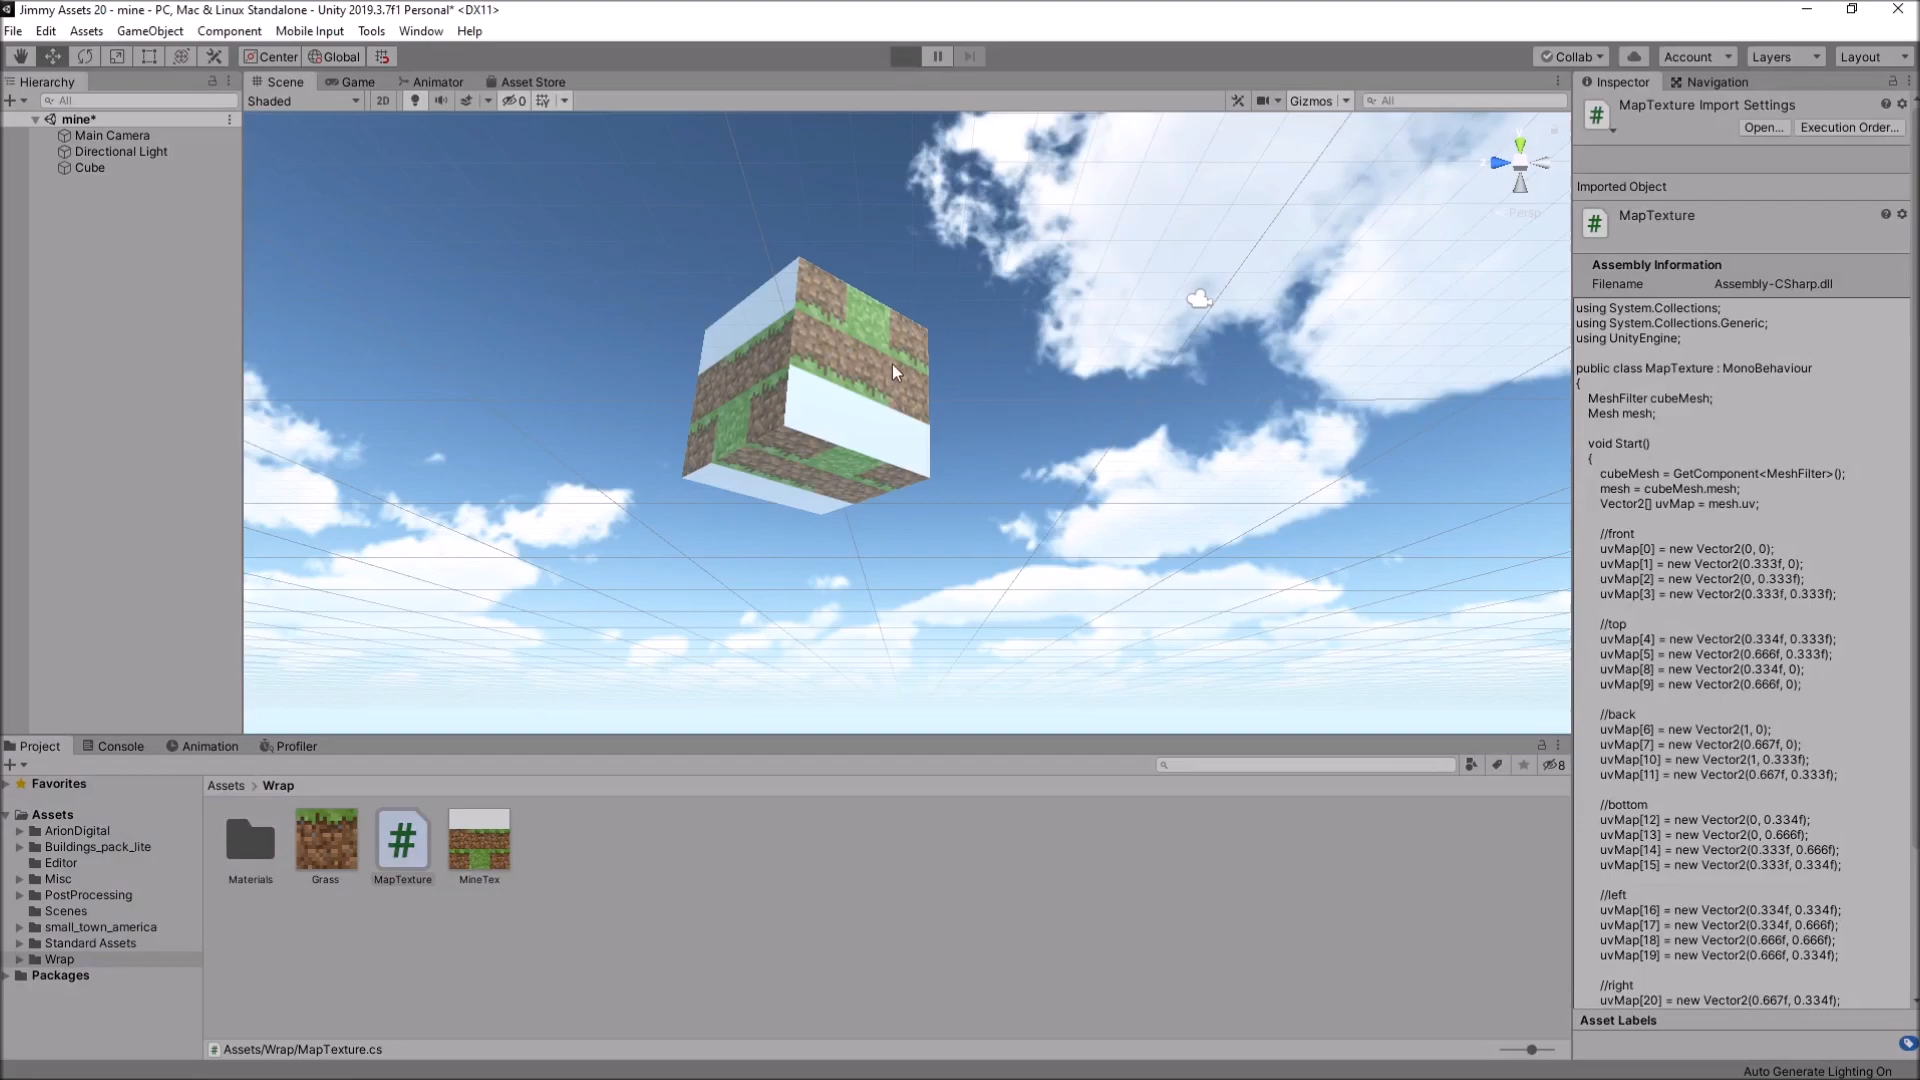 Jimmy Assets 20 - mine - PC, Mac & Linux Standalone - Unity 2019.3.7f1 Personal* <DX11>
File Edit Assets GameObject Component Mobile Input Tools Window Help
Center Global Collab Account Layers Layout
Hierarchy
All
mine*
Main Camera
Directional Light
Cube
Scene Game Animator Asset Store
Shaded 2D 0 Gizmos All
Persp
Inspector Navigation
MapTexture Import Settings
Open... Execution Order...
Imported Object
MapTexture
Assembly Information
Filename Assembly-CSharp.dll
using System.Collections;
using System.Collections.Generic;
using UnityEngine;
public class MapTexture : MonoBehaviour
{
MeshFilter cubeMesh;
Mesh mesh;
void Start()
{
cubeMesh = GetComponent<MeshFilter>();
mesh = cubeMesh.mesh;
Vector2[] uvMap = mesh.uv;
//front
uvMap[0] = new Vector2(0, 0);
uvMap[1] = new Vector2(0.333f, 0);
uvMap[2] = new Vector2(0, 0.333f);
uvMap[3] = new Vector2(0.333f, 0.333f);
//top
uvMap[4] = new Vector2(0.334f, 0.333f);
uvMap[5] = new Vector2(0.666f, 0.333f);
uvMap[8] = new Vector2(0.334f, 0);
uvMap[9] = new Vector2(0.666f, 0);
//back
uvMap[6] = new Vector2(1, 0);
uvMap[7] = new Vector2(0.667f, 0);
uvMap[10] = new Vector2(1, 0.333f);
uvMap[11] = new Vector2(0.667f, 0.333f);
//bottom
uvMap[12] = new Vector2(0, 0.334f);
uvMap[13] = new Vector2(0, 0.666f);
uvMap[14] = new Vector2(0.333f, 0.666f);
uvMap[15] = new Vector2(0.333f, 0.334f);
//left
uvMap[16] = new Vector2(0.334f, 0.334f);
uvMap[17] = new Vector2(0.334f, 0.666f);
uvMap[18] = new Vector2(0.666f, 0.666f);
uvMap[19] = new Vector2(0.666f, 0.334f);
//right
uvMap[20] = new Vector2(0.667f, 0.334f);
Asset Labels
Project Console Animation Profiler
8
Favorites
Assets
ArionDigital
Buildings_pack_lite
Editor
Misc
PostProcessing
Scenes
small_town_america
Standard Assets
Wrap
Packages
Assets > Wrap
Materials Grass MapTexture MineTex
Assets/Wrap/MapTexture.cs
Auto Generate Lighting On